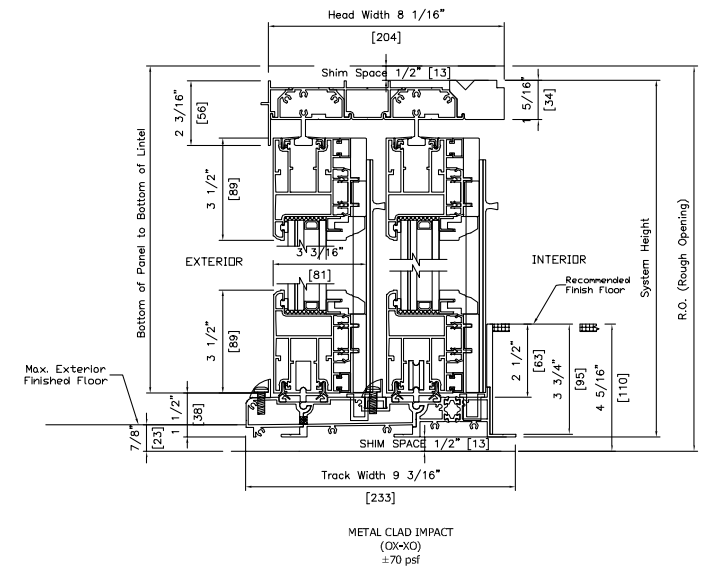 Head Width 8 1/16"
[204]
Shim Space 1/2" [13]
2 3/16"
[56]
5/16"
1
[34]
Bottom of Panel to Bottom of Lintel
3 1/2"
[89]
3 3/16"
[81]
EXTERIOR
INTERIOR
Recommended
Finish Floor
System Height
R.O. (Rough Opening)
3 1/2"
[89]
2 1/2"
[63]
3 3/4"
[95]
4 5/16"
[110]
Max. Exterior
Finished Floor
1 1/2"
[38]
7/8"
[23]
SHIM SPACE 1/2" [13]
Track Width 9 3/16"
[233]
METAL CLAD IMPACT
(OX-XO)
±70 psf